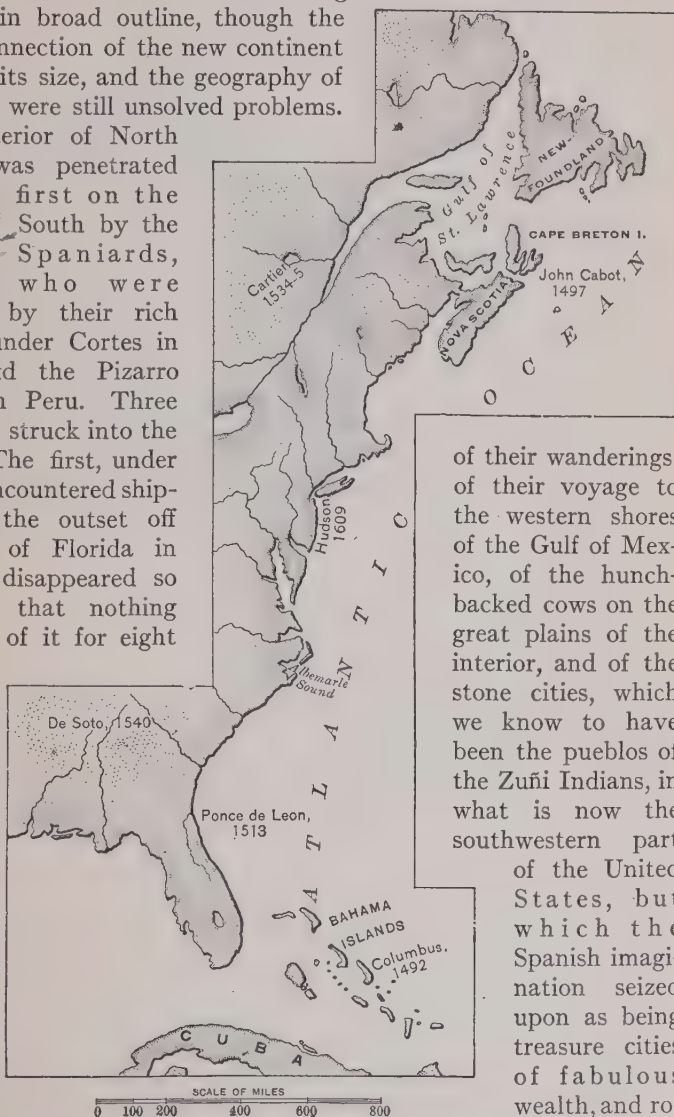 in broad outline, though the
nnection of the new continent
its size, and the geography of
were still unsolved problems.
erior of North
was penetrated
first on the
South by the
Spaniards,
who were
by their rich
under Cortes in
d the Pizarro
n Peru. Three
struck into the
The first, under
ncountered ship-
the outset off
of Florida in
disappeared so
that nothing
of it for eight
Gulf of
St. Lawrence
NEW-
FOUNDLAND
CAPE BRETON I.
John Cabot,
1497
NOVA SCOTIA
Cartier
1534-5
Hudson
1609
Albemarle
Sound
ATLANTIC OCEAN
De Soto, 1540
Ponce de Leon,
1513
BAHAMA
ISLANDS
Columbus,
1492
CUBA
SCALE OF MILES
0 100 200 400 600 800
of their wanderings
of their voyage to
the western shores
of the Gulf of Mex-
ico, of the hunch-
backed cows on the
great plains of the
interior, and of the
stone cities, which
we know to have
been the pueblos of
the Zuñi Indians, in
what is now the
southwestern part
of the United
States, but
which the
Spanish imagi-
nation seized
upon as being
treasure cities
of fabulous
wealth, and ro